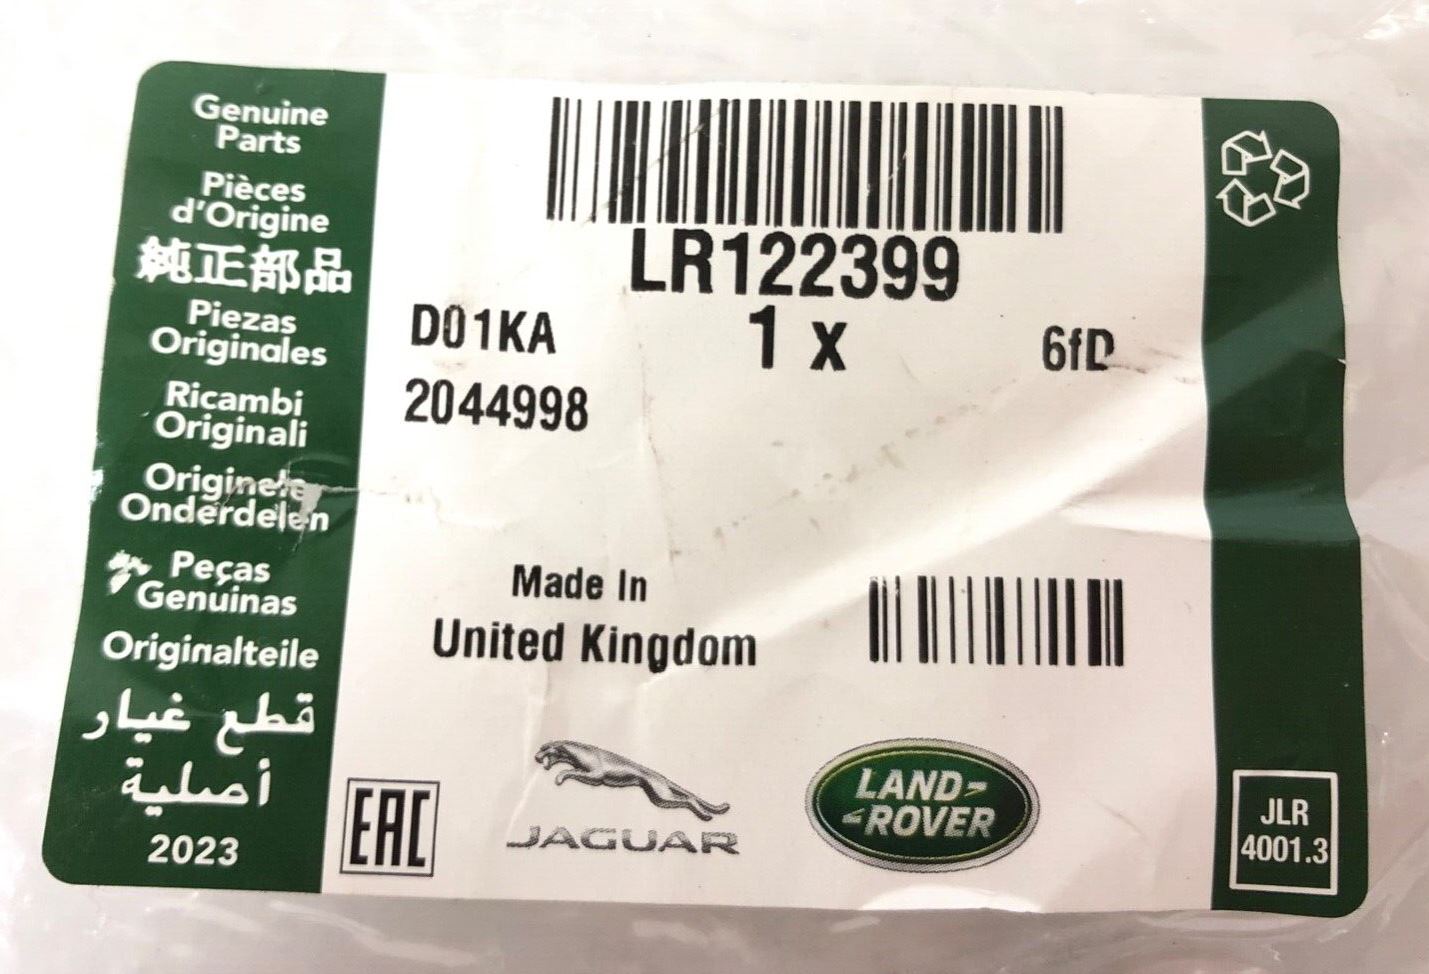 Genuine
Parts
Pièces
d'Origine
純正部品
Piezas
Originales
Ricambi
Originali
Originele
Onderdelen
Peças
Genuinas
Originalteile
قطع غيار
أصلية
2023
LR122399
D01KA
1 x
6fD
2044998
Made In
United Kingdom
EAC
JAGUAR
LAND-
-ROVER
JLR
4001.3